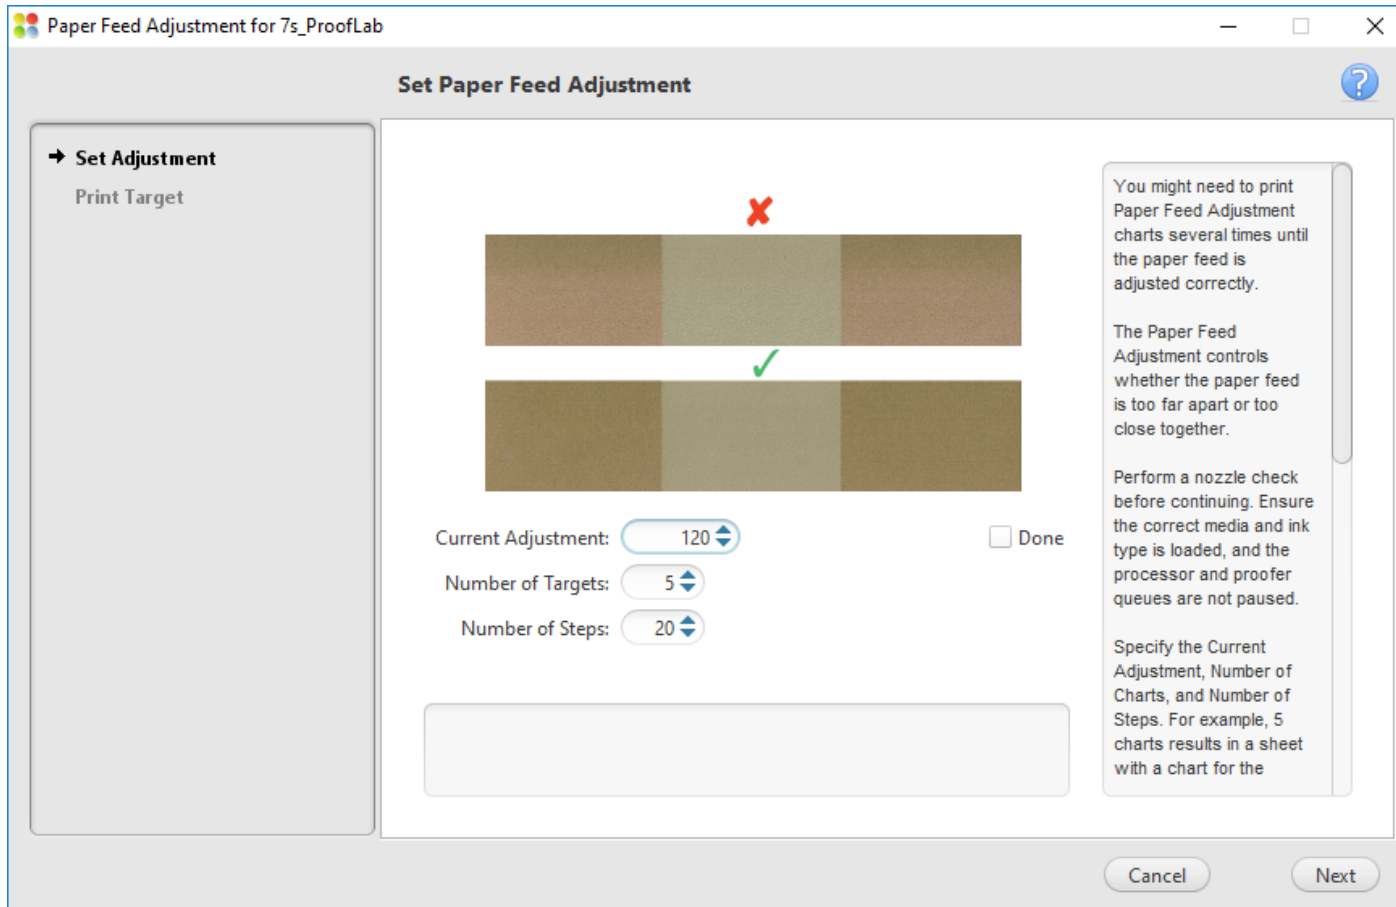 Paper Feed Adjustment for 7s_ProofLab
Set Paper Feed Adjustment
Set Adjustment
Print Target
Current Adjustment: 120
Done
Number of Targets: 5
Number of Steps: 20
You might need to print
Paper Feed Adjustment
charts several times until
the paper feed is
adjusted correctly.
The Paper Feed
Adjustment controls
whether the paper feed
is too far apart or too
close together.
Perform a nozzle check
before continuing. Ensure
the correct media and ink
type is loaded, and the
processor and proofer
queues are not paused.
Specify the Current
Adjustment, Number of
Charts, and Number of
Steps. For example, 5
charts results in a sheet
with a chart for the
Cancel
Next